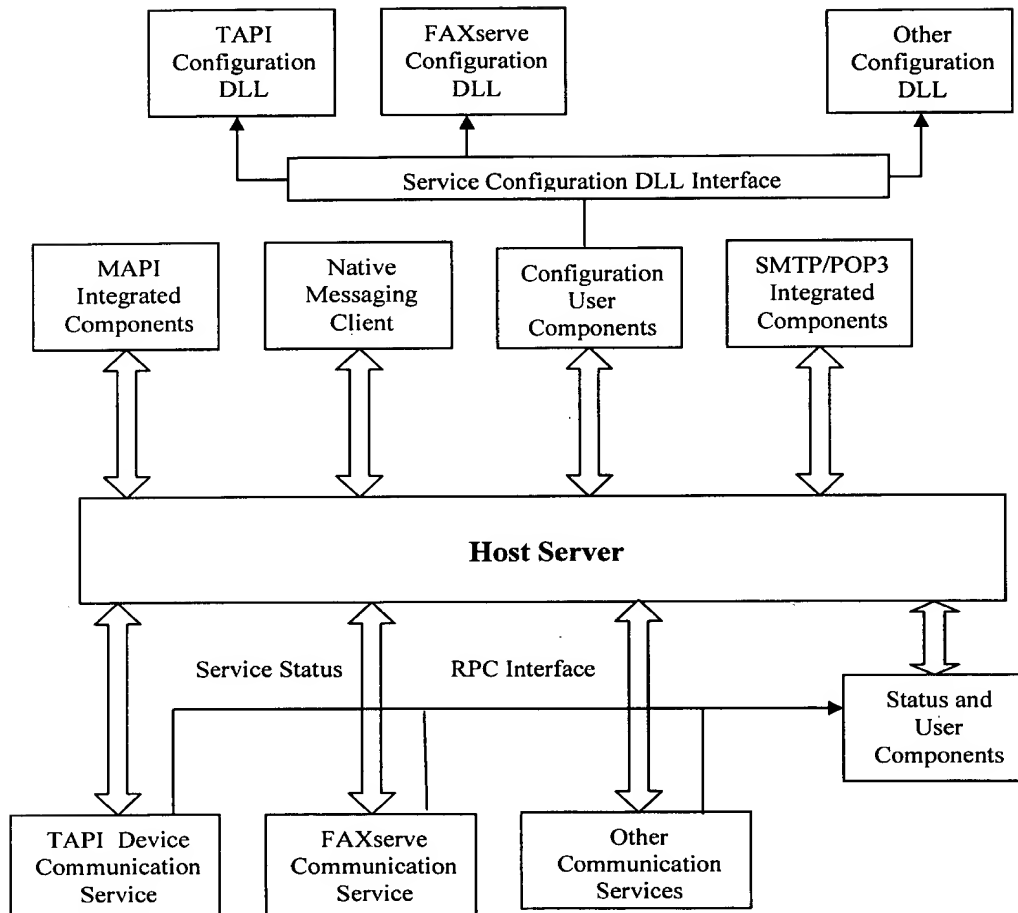 TAPI
Configuration
DLL
FAXserve
Configuration
DLL
Other
Configuration
DLL
Service Configuration DLL Interface
MAPI
Integrated
Components
Native
Messaging
Client
Configuration
User
Components
SMTP/POP3
Integrated
Components
Host Server
Service Status
RPC Interface
Status and
User
Components
TAPI Device
Communication
Service
FAXserve
Communication
Service
Other
Communication
Services